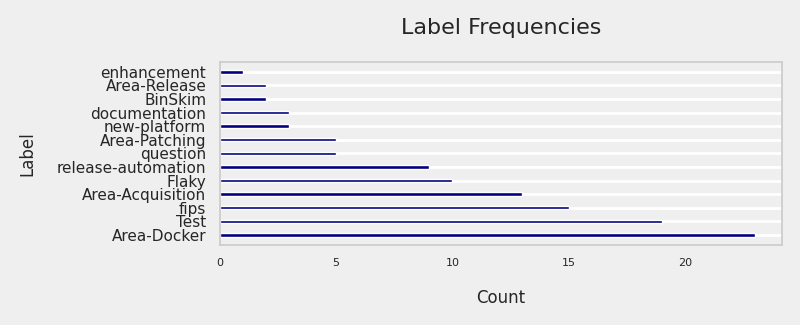 Label Frequencies
enhancement
Area-Release
BinSkim
documentation
new-platform
Area-Patching
question
release-automation
Flaky
Area-Acquisition
fips
Test
Area-Docker
Label
0 5 10 15 20
Count